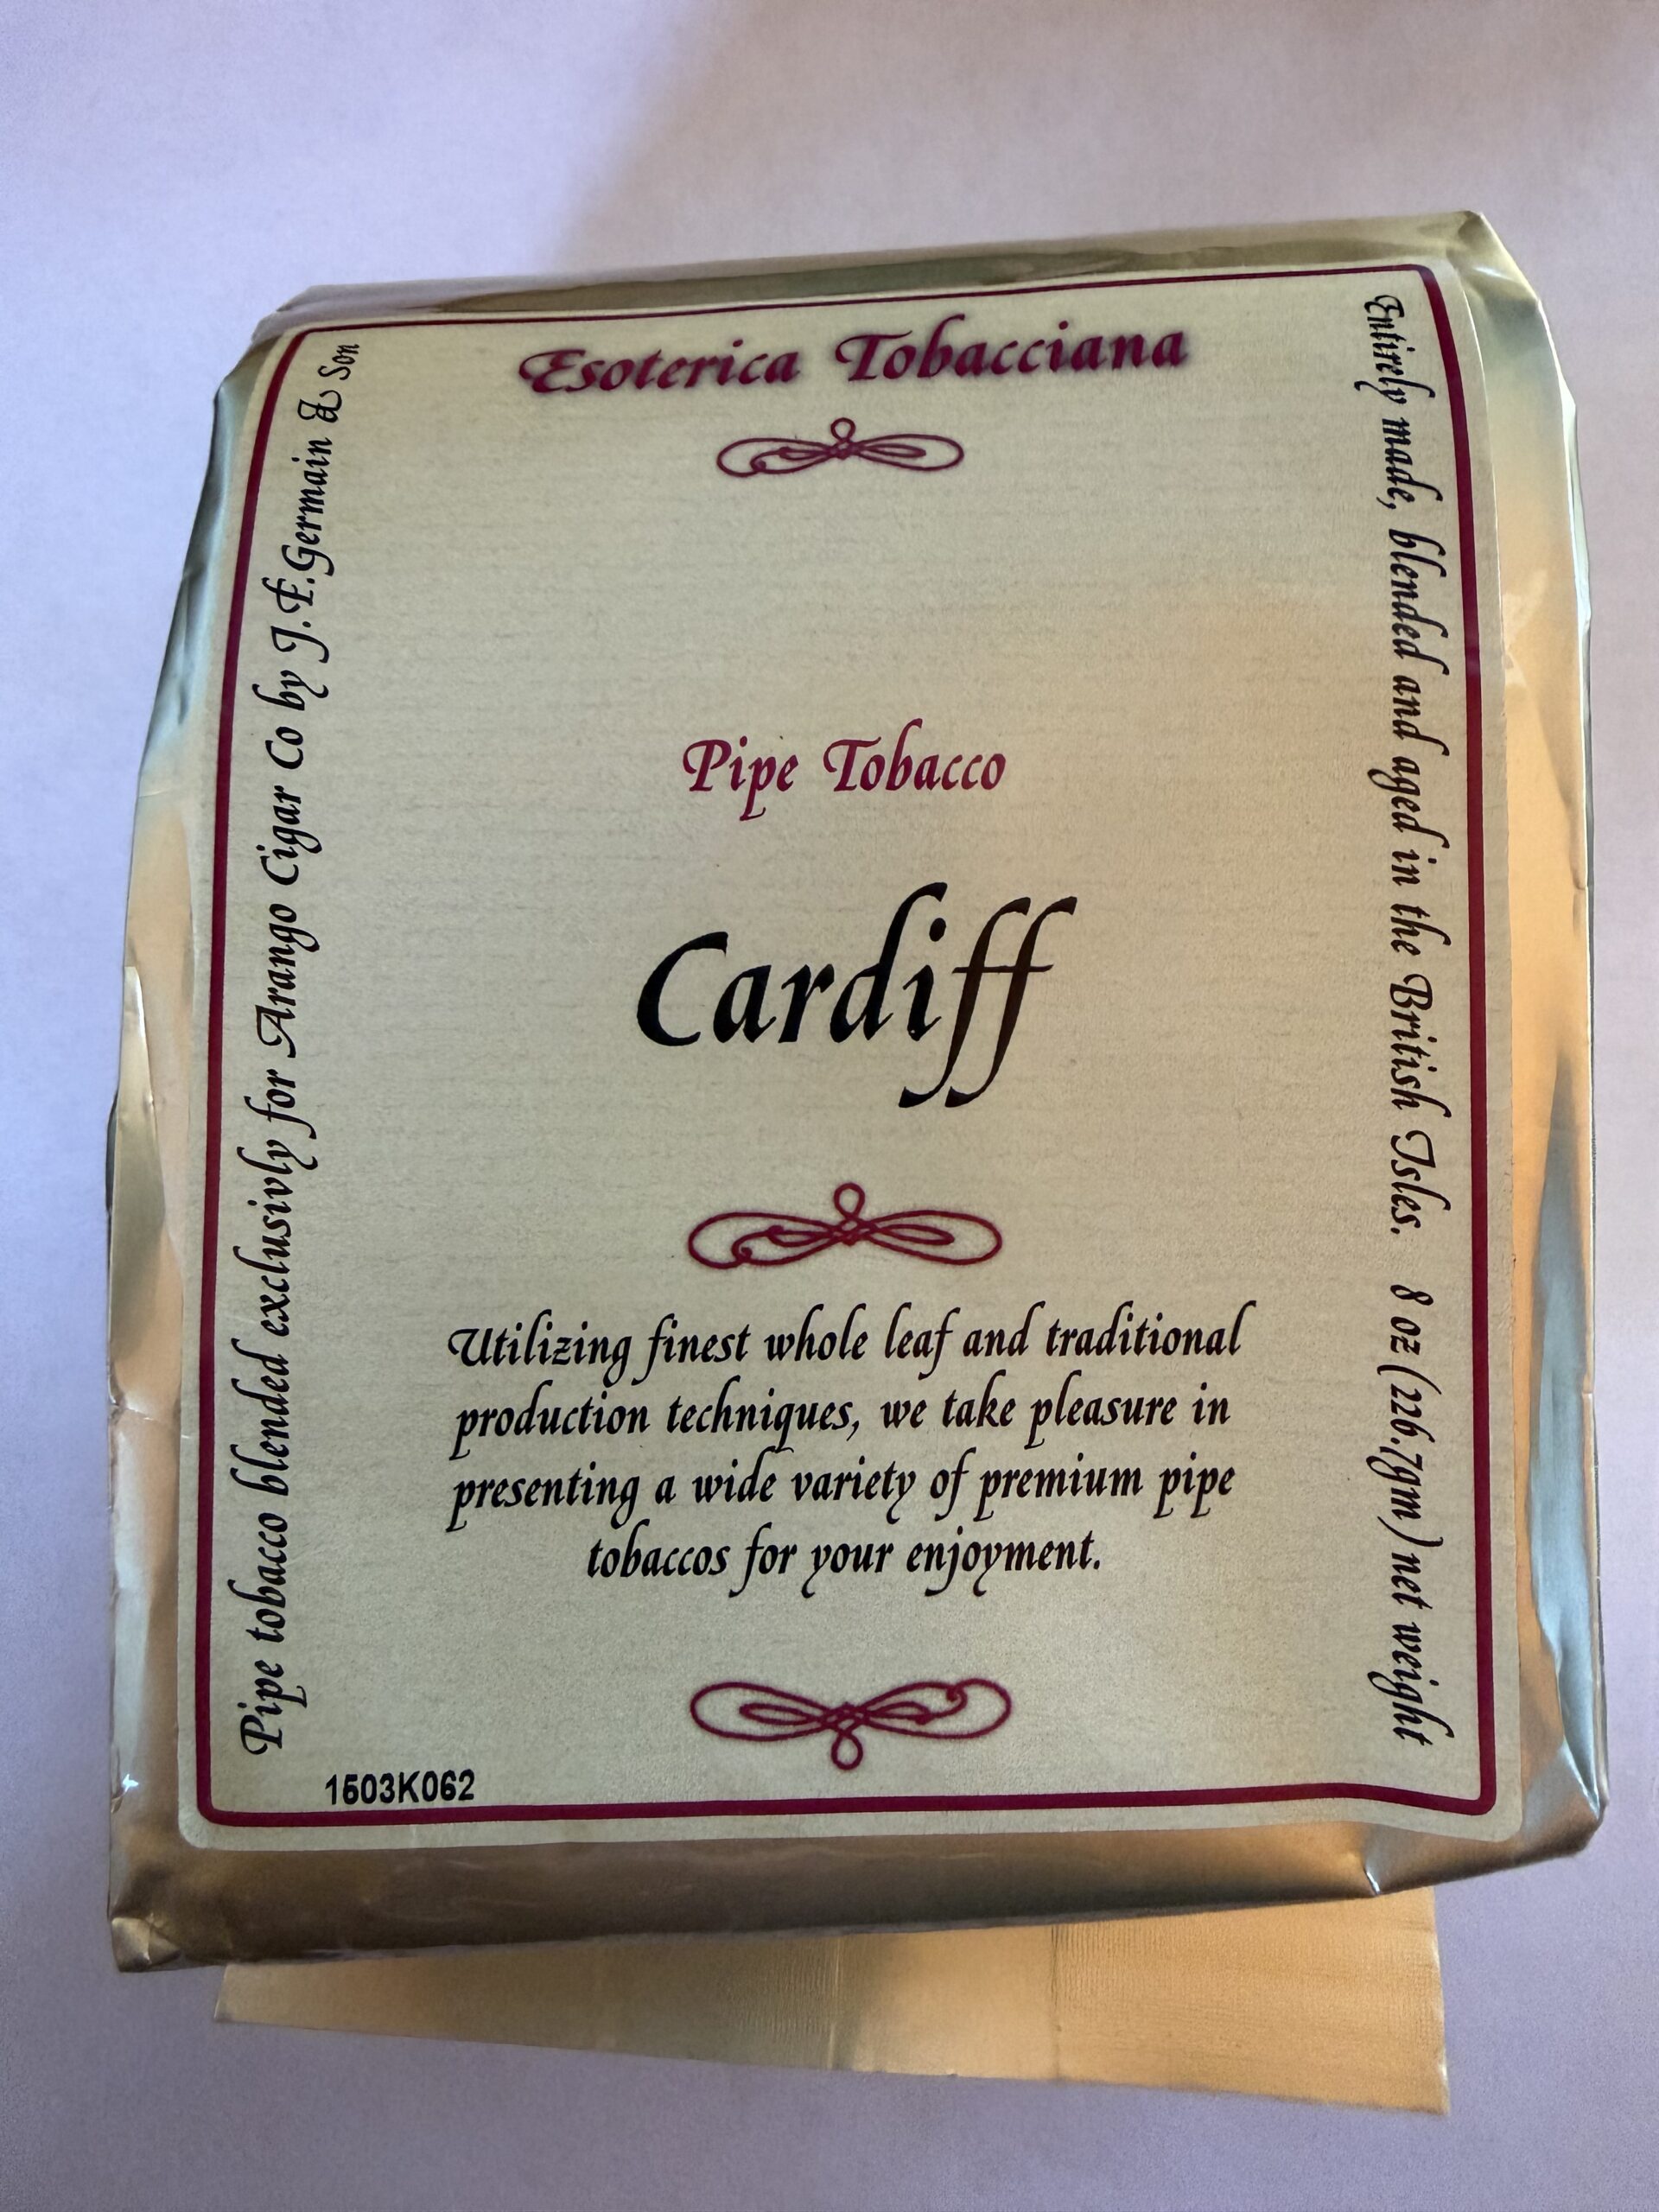 Esoterica Tobacciana
Pipe Tobacco
Cardiff
Utilizing finest whole leaf and traditional
production techniques, we take pleasure in
presenting a wide variety of premium pipe
tobaccos for your enjoyment.
Pipe tobacco blended exclusivly for Arango Cigar Co by J.F.Germain & Son
Entirely made, blended and aged in the British Isles. 8 oz (226.7gm) net weight
1503K062